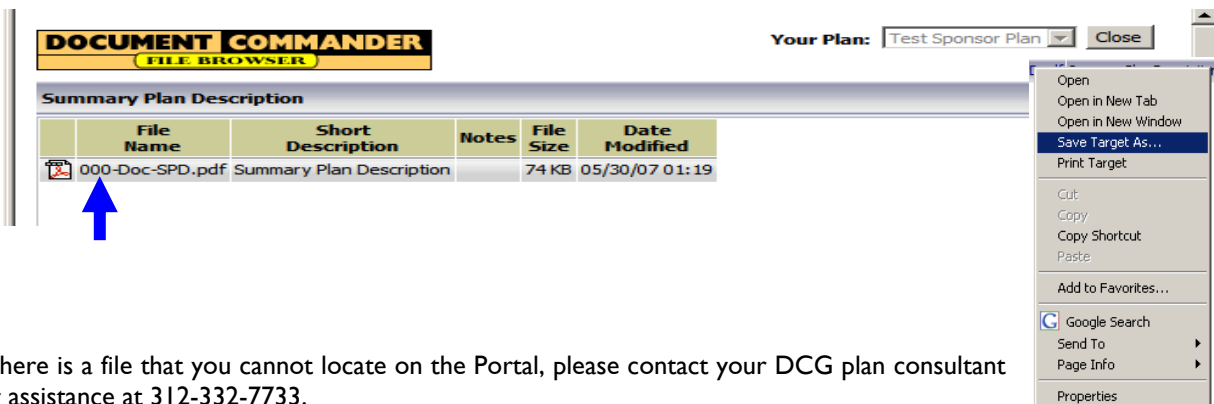 DOCUMENT COMMANDER
FILE BROWSER
Your Plan: Test Sponsor Plan Close
Summary Plan Description
File Name Short Description Notes File Size Date Modified
000-Doc-SPD.pdf Summary Plan Description 74 KB 05/30/07 01:19
Open
Open in New Tab
Open in New Window
Save Target As...
Print Target
Cut
Copy
Copy Shortcut
Paste
Add to Favorites...
G Google Search
Send To
Page Info
Properties
here is a file that you cannot locate on the Portal, please contact your DCG plan consultant
assistance at 312-332-7733.